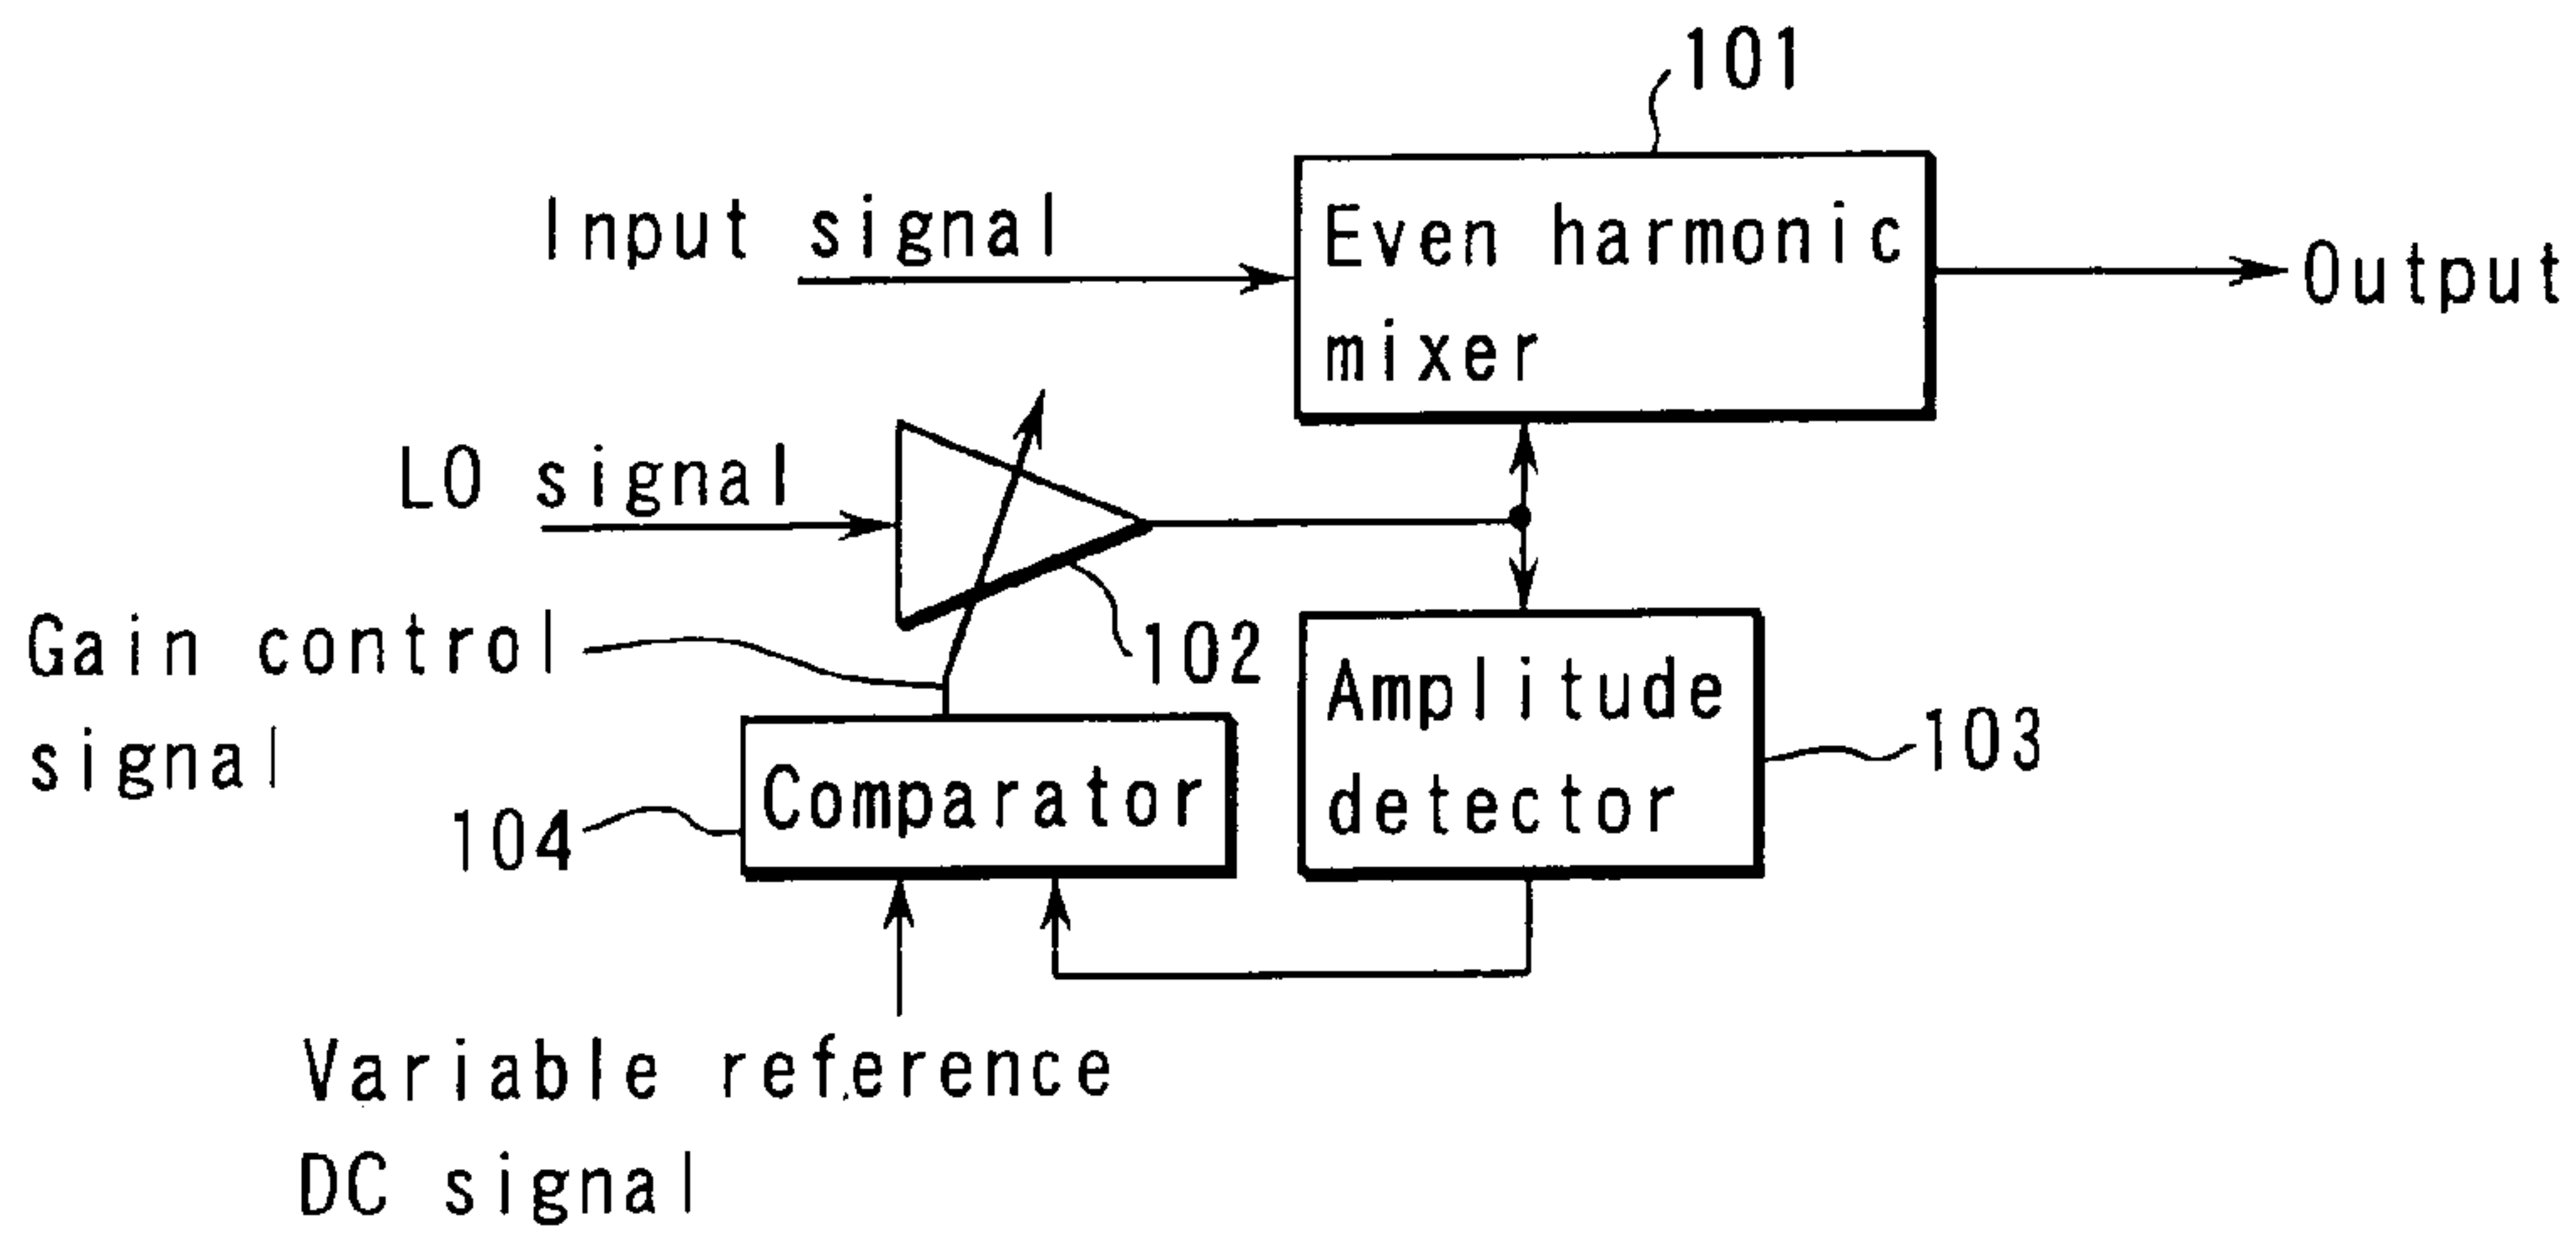 101
Input signal
Even harmonic
mixer
Output
LO signal
Gain control
signal
102
Amplitude
detector
103
Comparator
104
Variable reference
DC signal